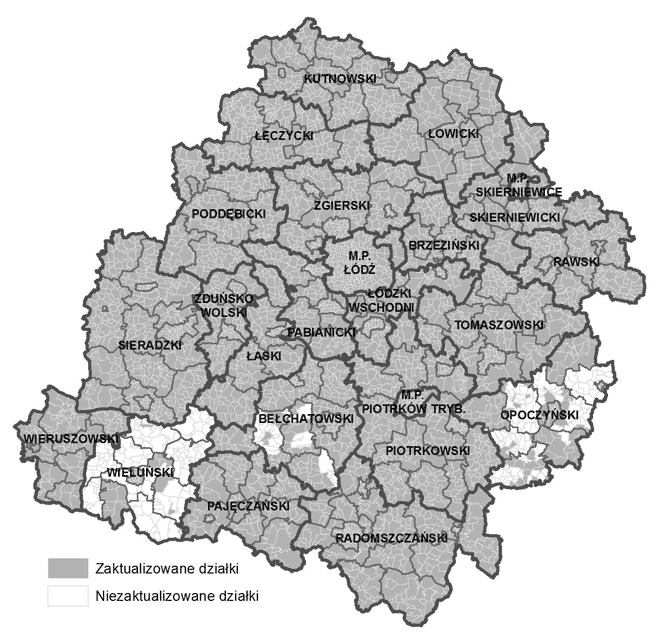 KUTNOWSKI
ŁĘCZYCKI
ŁOWICKI
M.P.
SKIERNIEWICE
PODDĘBICKI
ZGIERSKI
SKIERNIEWICKI
BRZEZIŃSKI
M.P.
ŁÓDŹ
RAWSKI
ZDUŃSKO
WOLSKI
ŁÓDZKI
WSCHODNI
PABIANICKI
TOMASZOWSKI
SIERADZKI
ŁASKI
M.P.
PIOTRKÓW TRYB.
BEŁCHATOWSKI
OPOCZYŃSKI
WIERUSZOWSKI
PIOTRKOWSKI
WIELUŃSKI
PAJĘCZAŃSKI
RADOMSZCZAŃSKI
Zaktualizowane działki
Niezaktualizowane działki